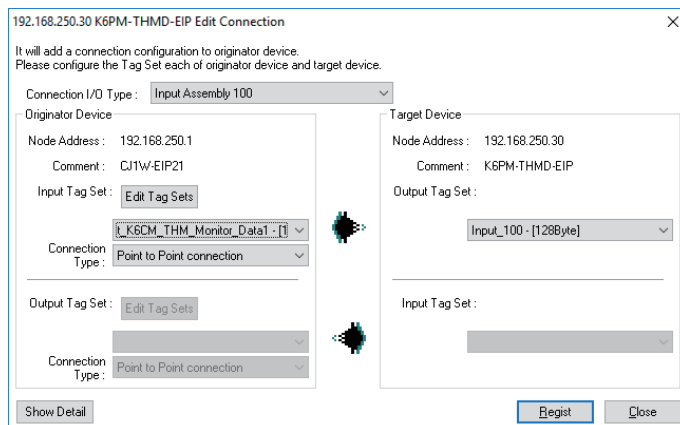 192.168.250.30 K6PM-THMD-EIP Edit Connection
It will add a connection configuration to originator device.
Please configure the Tag Set each of originator device and target device.
Connection I/O Type : Input Assembly 100
Originator Device
Node Address : 192.168.250.1
Comment : CJ1W-EIP21
Input Tag Set : Edit Tag Sets
t_K6CM_THM_Monitor_Data1 - [1
Connection Type : Point to Point connection
Output Tag Set : Edit Tag Sets
Connection Type : Point to Point connection
Target Device
Node Address : 192.168.250.30
Comment : K6PM-THMD-EIP
Output Tag Set :
Input_100 - [128Byte]
Input Tag Set :
Show Detail
Regist
Close